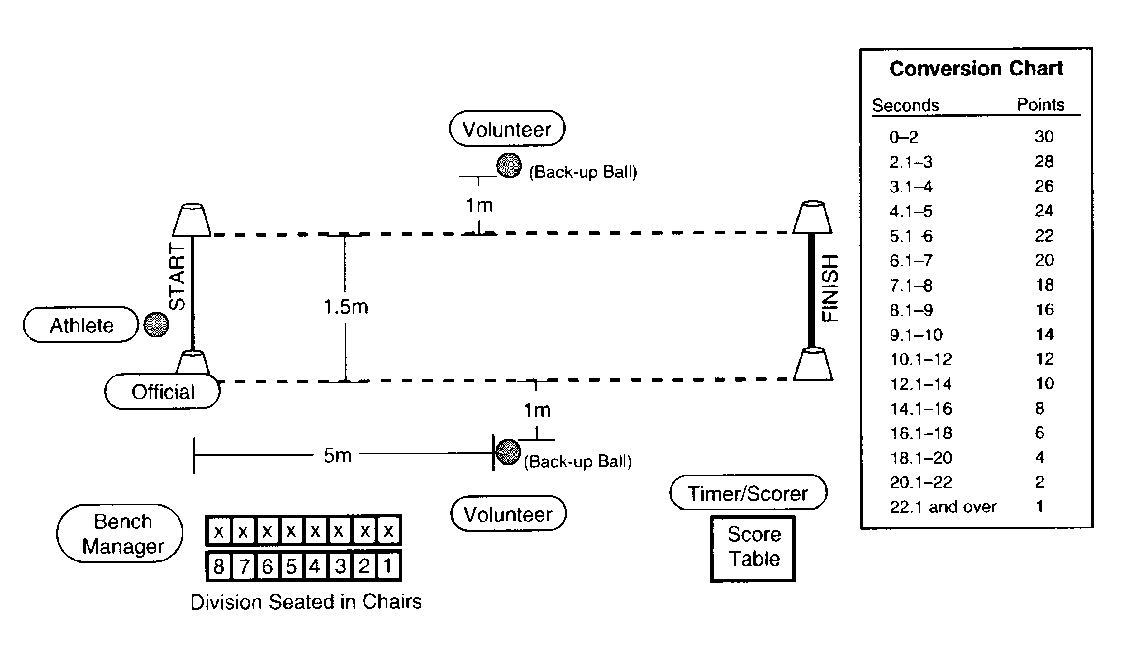 Conversion Chart
Seconds Points
0–2 30
2.1–3 28
3.1–4 26
4.1–5 24
5.1 6 22
6.1–7 20
7.1–8 18
8.1–9 16
9.1–10 14
10.1–12 12
12.1–14 10
14.1–16 8
16.1–18 6
18.1–20 4
20.1–22 2
22.1 and over 1
Volunteer
(Back-up Ball)
1m
START
1.5m
FINISH
Athlete
Official
1m
5m
(Back-up Ball)
Volunteer
Timer/Scorer
Score
Table
Bench
Manager
x x x x x x x x
8 7 6 5 4 3 2 1
Division Seated in Chairs